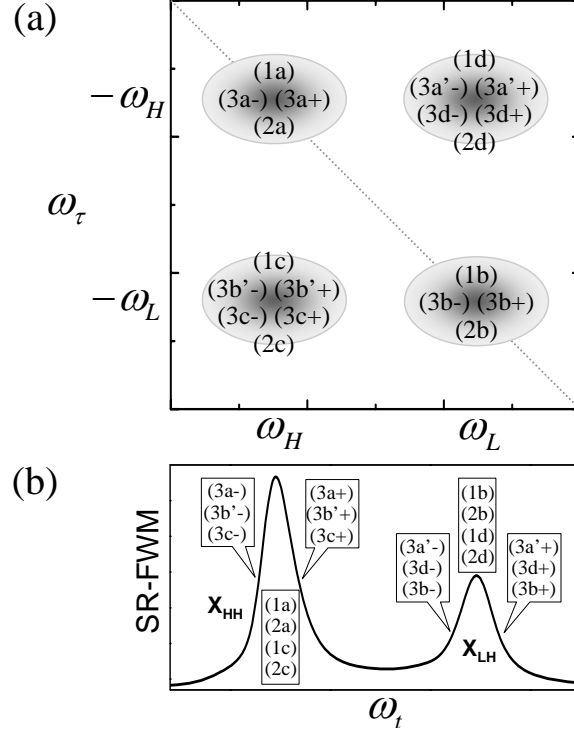 (a)
(1a)
(3a-) (3a+)
(2a)
(1d)
(3a'-) (3a'+)
(3d-) (3d+)
(2d)
−ω_H
ω_τ
(1c)
(3b'-) (3b'+)
(3c-) (3c+)
(2c)
(1b)
(3b-) (3b+)
(2b)
−ω_L
ω_H
ω_L
(b)
SR-FWM
(3a-)
(3b'-)
(3c-)
(3a+)
(3b'+)
(3c+)
X_HH
(1a)
(2a)
(1c)
(2c)
(1b)
(2b)
(1d)
(2d)
(3a'-)
(3d-)
(3b-)
(3a'+)
(3d+)
(3b+)
X_LH
ω_t